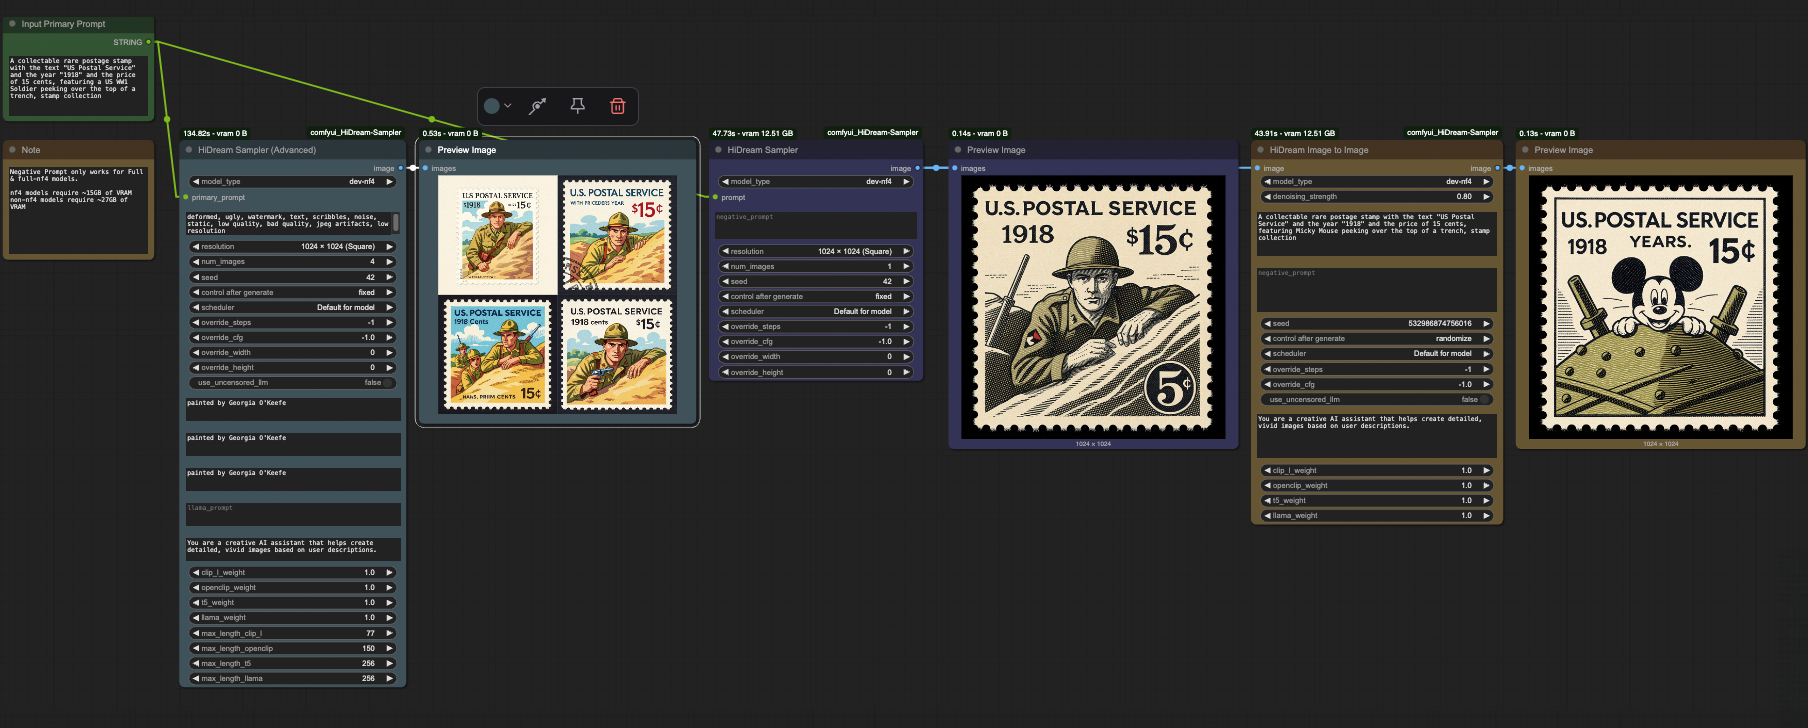 Input Primary Prompt
STRING
A collectable rare postage stamp
with the text "US Postal Service"
and the year "1918" and the price
of 15 cents, featuring a US WW1
Soldier peeking over the top of a
trench, stamp collection
Note
Negative Prompt only works for Full
& full-nf4 models.
nf4 models require ~15GB of VRAM
non-nf4 models require ~27GB of
VRAM
134.82s - vram 0 B
comfyui_HiDream-Sampler
HiDream Sampler (Advanced)
image
model_type dev-nf4
primary_prompt
deformed, ugly, watermark, text, scribbles, noise,
static, low quality, bad quality, jpeg artifacts, low
resolution
resolution 1024 × 1024 (Square)
num_images 4
seed 42
control after generate fixed
scheduler Default for model
override_steps -1
override_cfg -1.0
override_width 0
override_height 0
use_uncensored_llm false
painted by Georgia O'Keefe
painted by Georgia O'Keefe
painted by Georgia O'Keefe
llama_prompt
You are a creative AI assistant that helps create
detailed, vivid images based on user descriptions.
clip_l_weight 1.0
openclip_weight 1.0
t5_weight 1.0
llama_weight 1.0
max_length_clip_l 77
max_length_openclip 150
max_length_t5 256
max_length_llama 256
0.53s - vram 0 B
Preview Image
images
POSTAL SERVICE
$1918
15¢
U.S. POSTAL SERVICE
$15¢
U.S. POSTAL SERVICE
1918 Cents
15¢
U.S. POSTAL SERVICE
1918 cents $15¢
47.73s - vram 12.51 GB
comfyui_HiDream-Sampler
HiDream Sampler
image
model_type dev-nf4
prompt
negative_prompt
resolution 1024 × 1024 (Square)
num_images 1
seed 42
control after generate fixed
scheduler Default for model
override_steps -1
override_cfg -1.0
override_width 0
override_height 0
0.14s - vram 0 B
Preview Image
images
U.S. POSTAL SERVICE
1918 $15¢
5¢
1024 × 1024
43.91s - vram 12.51 GB
comfyui_HiDream-Sampler
HiDream Image to Image
image image
model_type dev-nf4
denoising_strength 0.80
A collectable rare postage stamp with the text "US Postal
Service" and the year "1918" and the price of 15 cents,
featuring Micky Mouse peeking over the top of a trench, stamp
collection
negative_prompt
seed 532986874756016
control after generate randomize
scheduler Default for model
override_steps -1
override_cfg -1.0
use_uncensored_llm false
You are a creative AI assistant that helps create detailed,
vivid images based on user descriptions.
clip_l_weight 1.0
openclip_weight 1.0
t5_weight 1.0
llama_weight 1.0
0.13s - vram 0 B
Preview Image
images
U.S. POSTAL SERVICE
1918 YEARS. 15¢
1024 × 1024